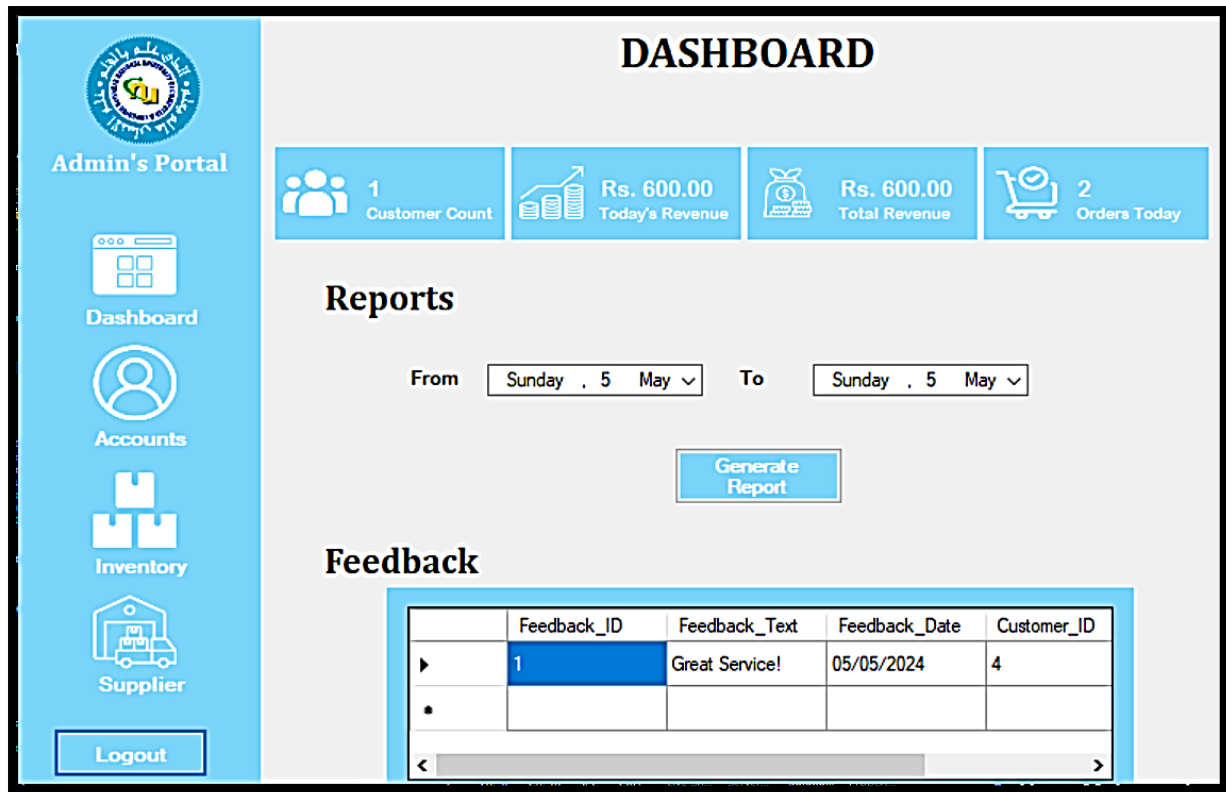 DASHBOARD
Admin's Portal
1
Customer Count
Rs. 600.00
Today's Revenue
Rs. 600.00
Total Revenue
2
Orders Today
Dashboard
Accounts
Inventory
Supplier
Logout
Reports
From
Sunday , 5 May
To
Sunday , 5 May
Generate
Report
Feedback
Feedback_ID Feedback_Text Feedback_Date Customer_ID
1 Great Service! 05/05/2024 4